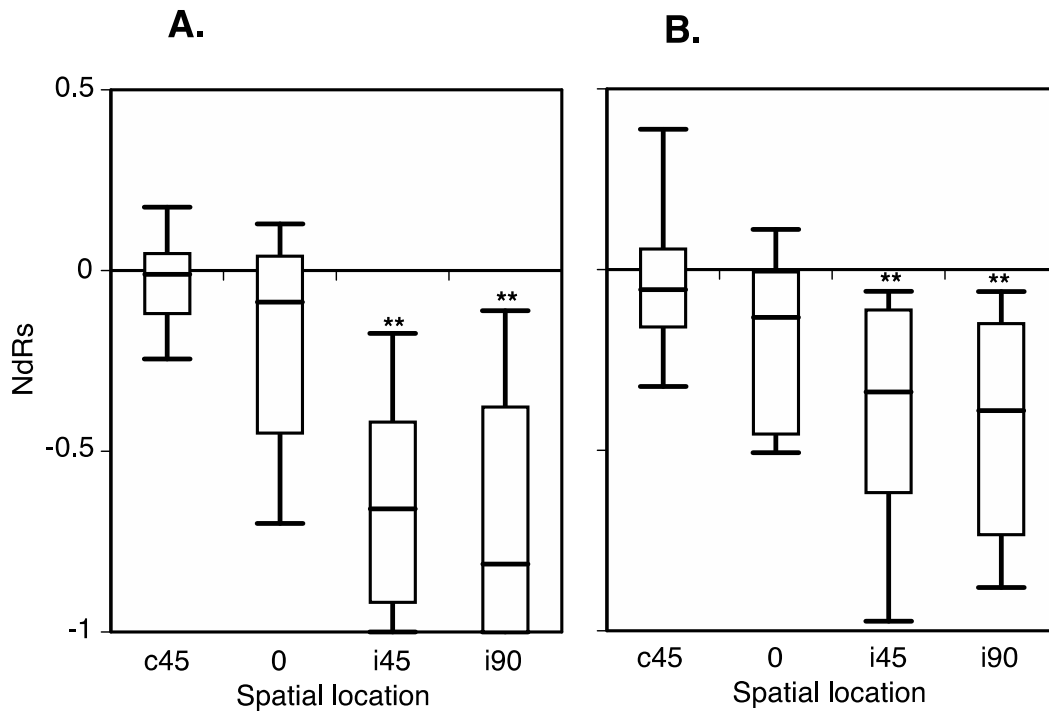 A.
B.
0.5
0
-0.5
-1
NdRs
**
**
**
**
c45 0 i45 i90
c45 0 i45 i90
Spatial location
Spatial location